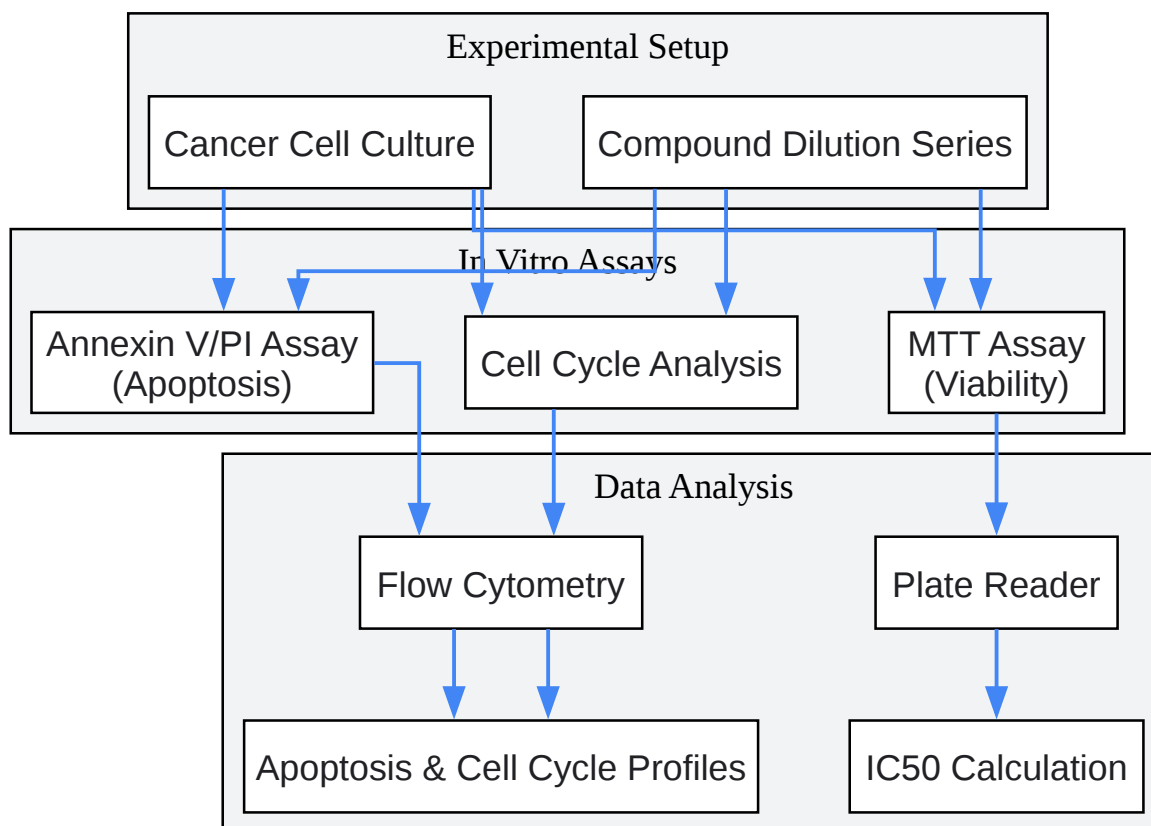 Experimental Setup
Cancer Cell Culture
Compound Dilution Series
In Vitro Assays
Annexin V/PI Assay
(Apoptosis)
Cell Cycle Analysis
MTT Assay
(Viability)
Data Analysis
Flow Cytometry
Plate Reader
Apoptosis & Cell Cycle Profiles
IC50 Calculation